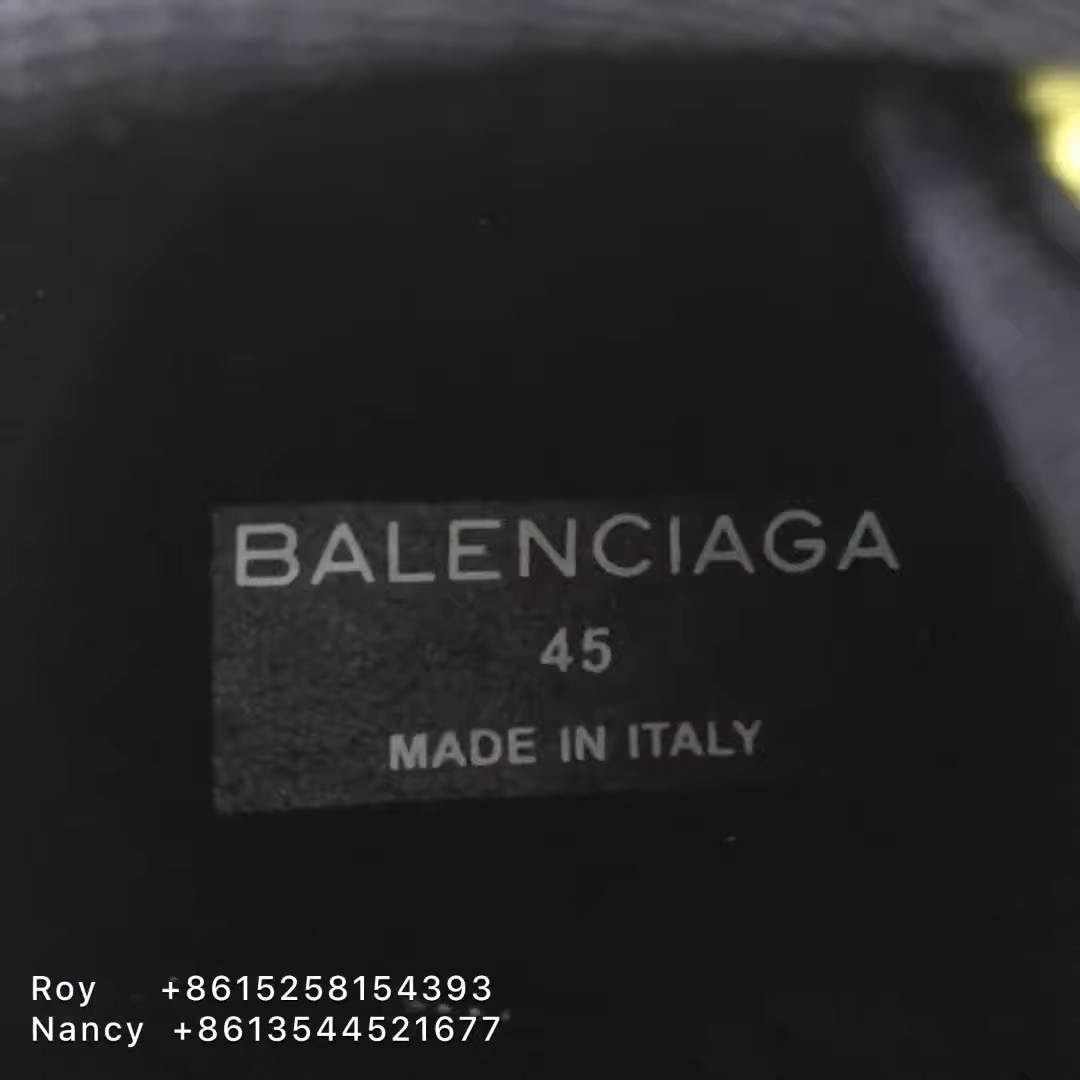 BALENCIAGA
45
MADE IN ITALY
Roy +8615258154393
Nancy +8613544521677